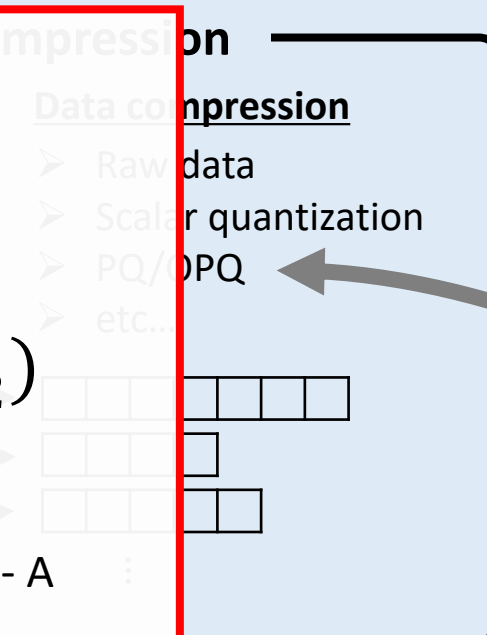 mpression
Data compression
➢ Raw data
➢ Scalar quantization
➢ PQ/OPQ
➢ etc…
)
- A
⋮